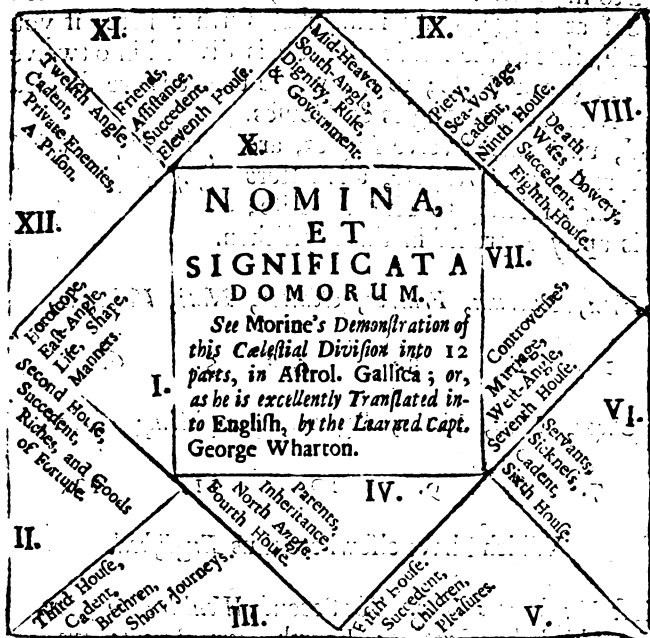 XI.
Twelfth Angle,
Cadent,
Private Enemies,
A Prison.
Friends,
Aſſiſtance,
Succedent,
Eleventh Houſe.
Mid-Heaven,
South-Angle,
Dignity, Rule,
& Government.
X.
IX.
Piety,
Sea-Voyage,
Cadent,
Ninth Houſe.
VIII.
Death,
Wifes Dowery,
Succedent,
Eighth Houſe.
XII.
NOMINA,
ET
SIGNIFICATA
DOMORUM.
See Morine's Demonſtration of
this Cæleſtial Diviſion into 12
parts, in Aſtrol. Gallica; or,
as he is excellently Tranſlated in-
to Engliſh, by the Learned Capt.
George Wharton.
VII.
Horoſcope,
Eaſt-Angle,
Life, Shape,
Manners.
I.
Controverſies,
Marriage,
Weſt-Angle,
Seventh Houſe.
VI.
Second Houſe,
Succedent,
Riches, and Goods
of Fortune.
II.
Servants,
Sickneſs,
Cadent,
Sixth Houſe.
Parents,
Inheritance,
North Angle.
Fourth Houſe.
IV.
Third Houſe,
Cadent,
Brethren,
Short Journeys.
III.
Fifth Houſe.
Succedent,
Children,
Pleaſures.
V.